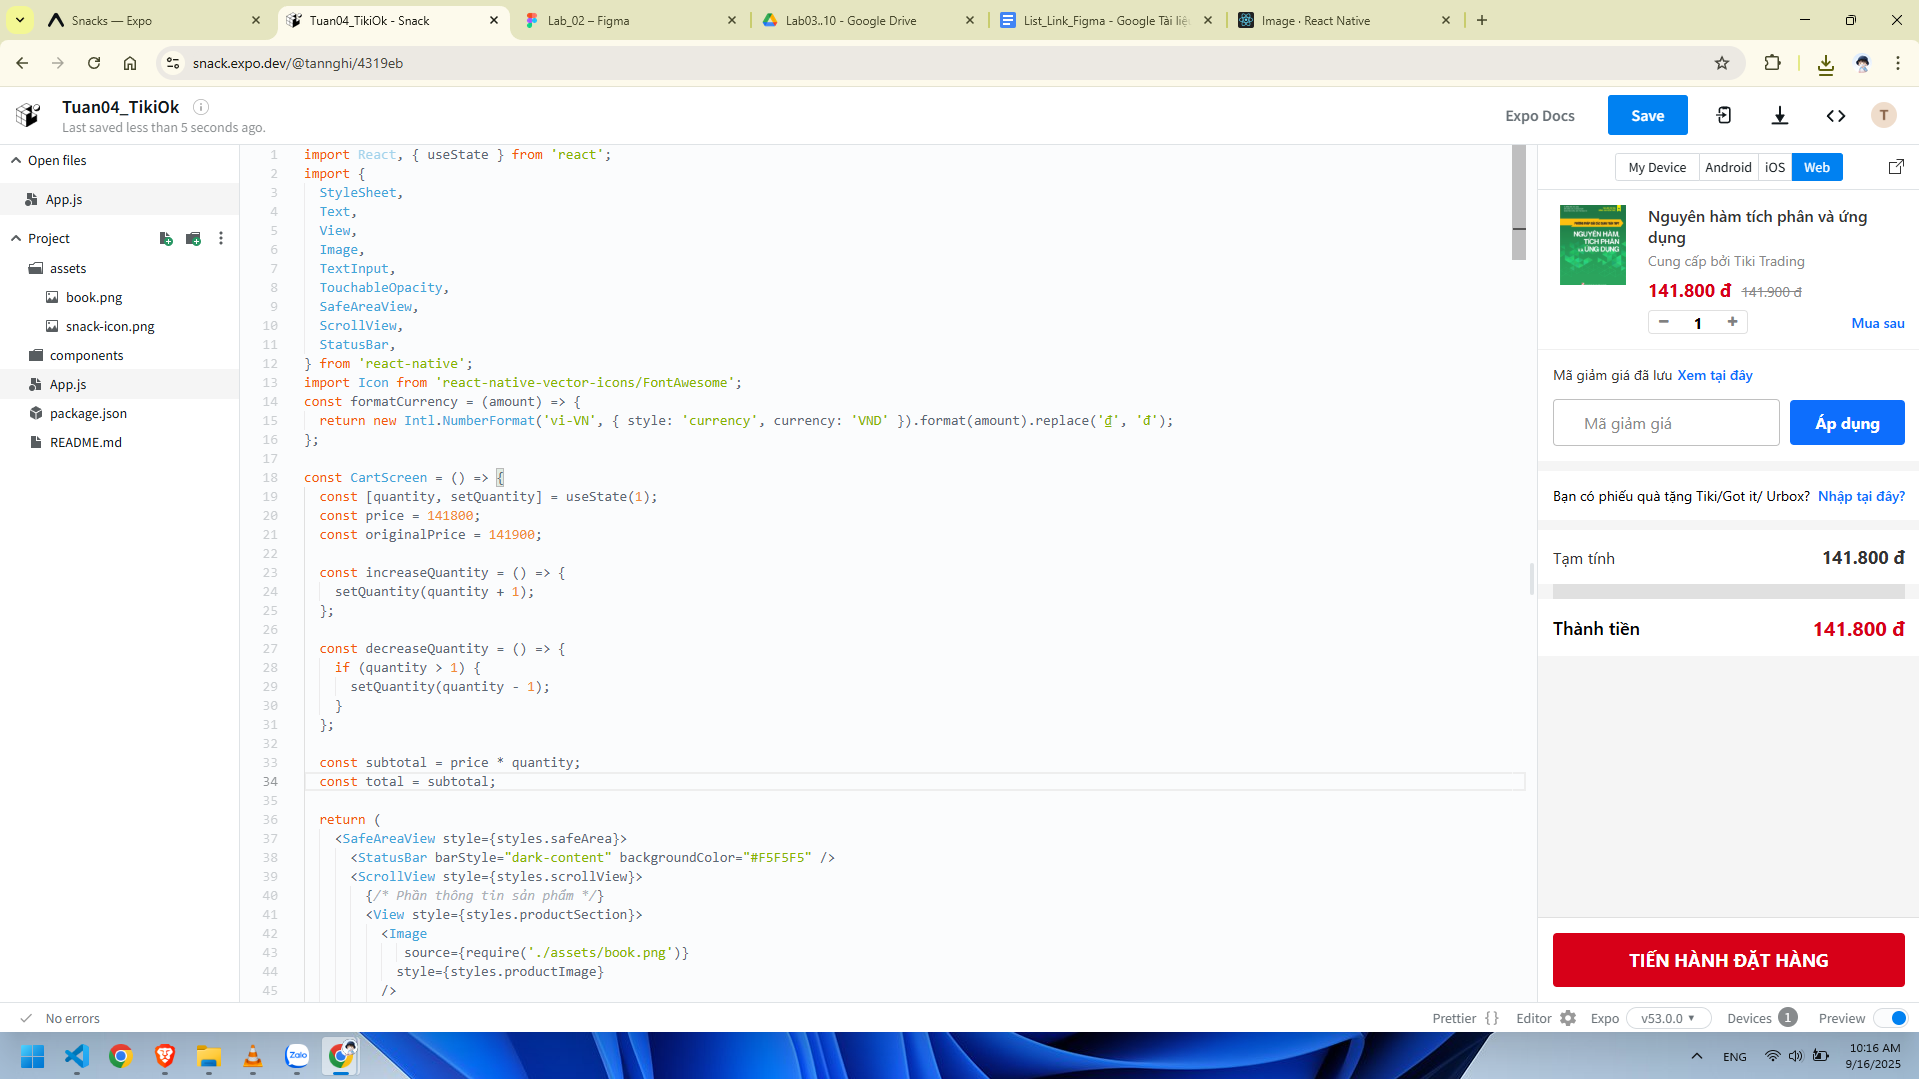 Snacks — Expo
Tuan04_TikiOk - Snack
Lab_02 – Figma
Lab03..10 - Google Drive
List_Link_Figma - Google Tài liệ
Image · React Native
snack.expo.dev/@tannghi/4319eb
Tuan04_TikiOk
Last saved less than 5 seconds ago.
Expo Docs
Save
T
Open files
App.js
Project
assets
book.png
snack-icon.png
components
App.js
package.json
README.md
1 import React, { useState } from 'react';
2 import {
3 StyleSheet,
4 Text,
5 View,
6 Image,
7 TextInput,
8 TouchableOpacity,
9 SafeAreaView,
10 ScrollView,
11 StatusBar,
12 } from 'react-native';
13 import Icon from 'react-native-vector-icons/FontAwesome';
14 const formatCurrency = (amount) => {
15 return new Intl.NumberFormat('vi-VN', { style: 'currency', currency: 'VND' }).format(amount).replace('₫', 'đ');
16 };
17
18 const CartScreen = () => {
19 const [quantity, setQuantity] = useState(1);
20 const price = 141800;
21 const originalPrice = 141900;
22
23 const increaseQuantity = () => {
24 setQuantity(quantity + 1);
25 };
26
27 const decreaseQuantity = () => {
28 if (quantity > 1) {
29 setQuantity(quantity - 1);
30 }
31 };
32
33 const subtotal = price * quantity;
34 const total = subtotal;
35
36 return (
37 <SafeAreaView style={styles.safeArea}>
38 <StatusBar barStyle="dark-content" backgroundColor="#F5F5F5" />
39 <ScrollView style={styles.scrollView}>
40 {/* Phần thông tin sản phẩm */}
41 <View style={styles.productSection}>
42 <Image
43 source={require('./assets/book.png')}
44 style={styles.productImage}
45 />
My Device
Android
iOS
Web
NGUYÊN HÀM,
TÍCH PHÂN
VÀ ỨNG DỤNG
Nguyên hàm tích phân và ứng
dụng
Cung cấp bởi Tiki Trading
141.800 đ 141.900 đ
− 1 +
Mua sau
Mã giảm giá đã lưu Xem tại đây
Mã giảm giá
Áp dụng
Bạn có phiếu quà tặng Tiki/Got it/ Urbox? Nhập tại đây?
Tạm tính 141.800 đ
Thành tiền 141.800 đ
TIẾN HÀNH ĐẶT HÀNG
No errors
Prettier {}
Editor
Expo
v53.0.0
Devices 1
Preview
Zalo
ENG
10:16 AM
9/16/2025